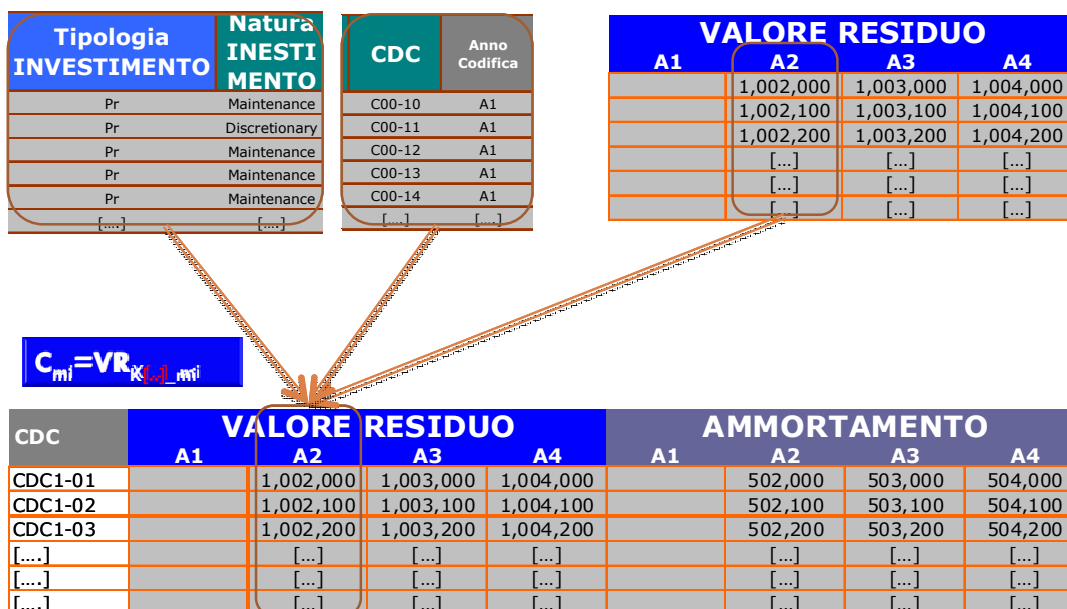 Tipologia INVESTIMENTO Natura INESTI MENTO
Pr Maintenance
Pr Discretionary
Pr Maintenance
Pr Maintenance
Pr Maintenance
[....] [....]
CDC Anno Codifica
C00-10 A1
C00-11 A1
C00-12 A1
C00-13 A1
C00-14 A1
[....] [....]
VALORE RESIDUO
A1 A2 A3 A4
1,002,000 1,003,000 1,004,000
1,002,100 1,003,100 1,004,100
1,002,200 1,003,200 1,004,200
[...] [...] [...]
[...] [...] [...]
[...] [...] [...]
Cmi=VR
CDC VALORE RESIDUO AMMORTAMENTO
A1 A2 A3 A4 A1 A2 A3 A4
CDC1-01 1,002,000 1,003,000 1,004,000 502,000 503,000 504,000
CDC1-02 1,002,100 1,003,100 1,004,100 502,100 503,100 504,100
CDC1-03 1,002,200 1,003,200 1,004,200 502,200 503,200 504,200
[....] [...] [...] [...] [...] [...] [...]
[....] [...] [...] [...] [...] [...] [...]
[....] [...] [...] [...] [...] [...] [...]